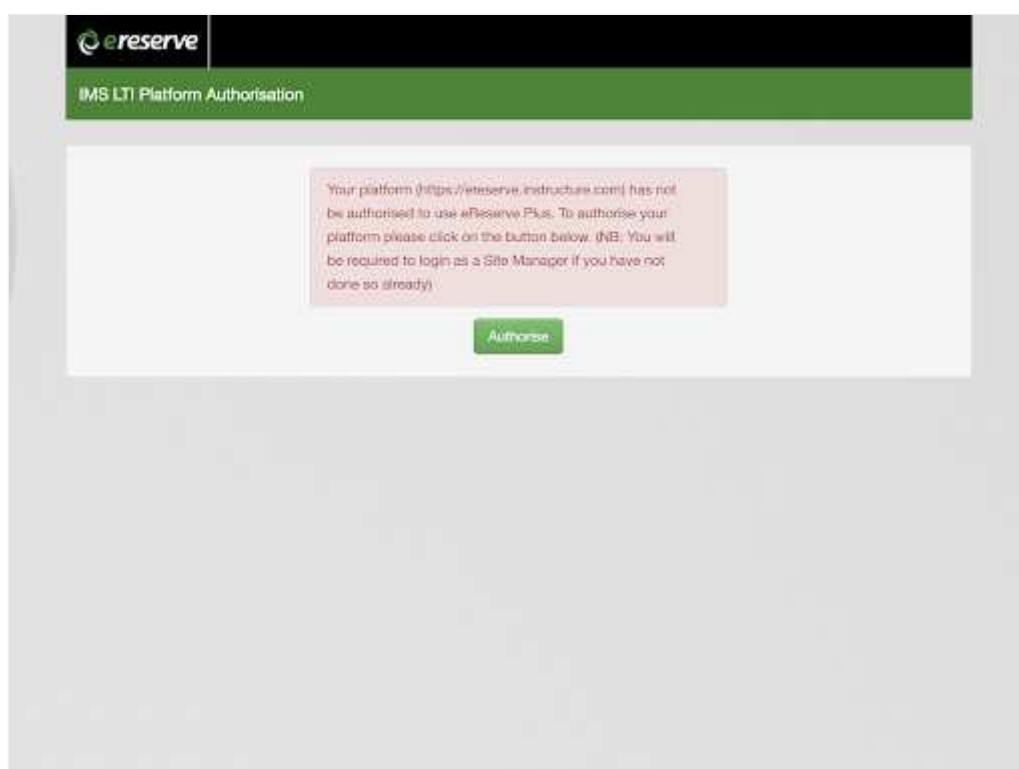 ereserve
IMS LTI Platform Authorisation
Your platform (https://ereserve.instructure.com) has not
be authorised to use eReserve Plus. To authorise your
platform please click on the button below. (NB: You will
be required to login as a Site Manager if you have not
done so already)
Authorise